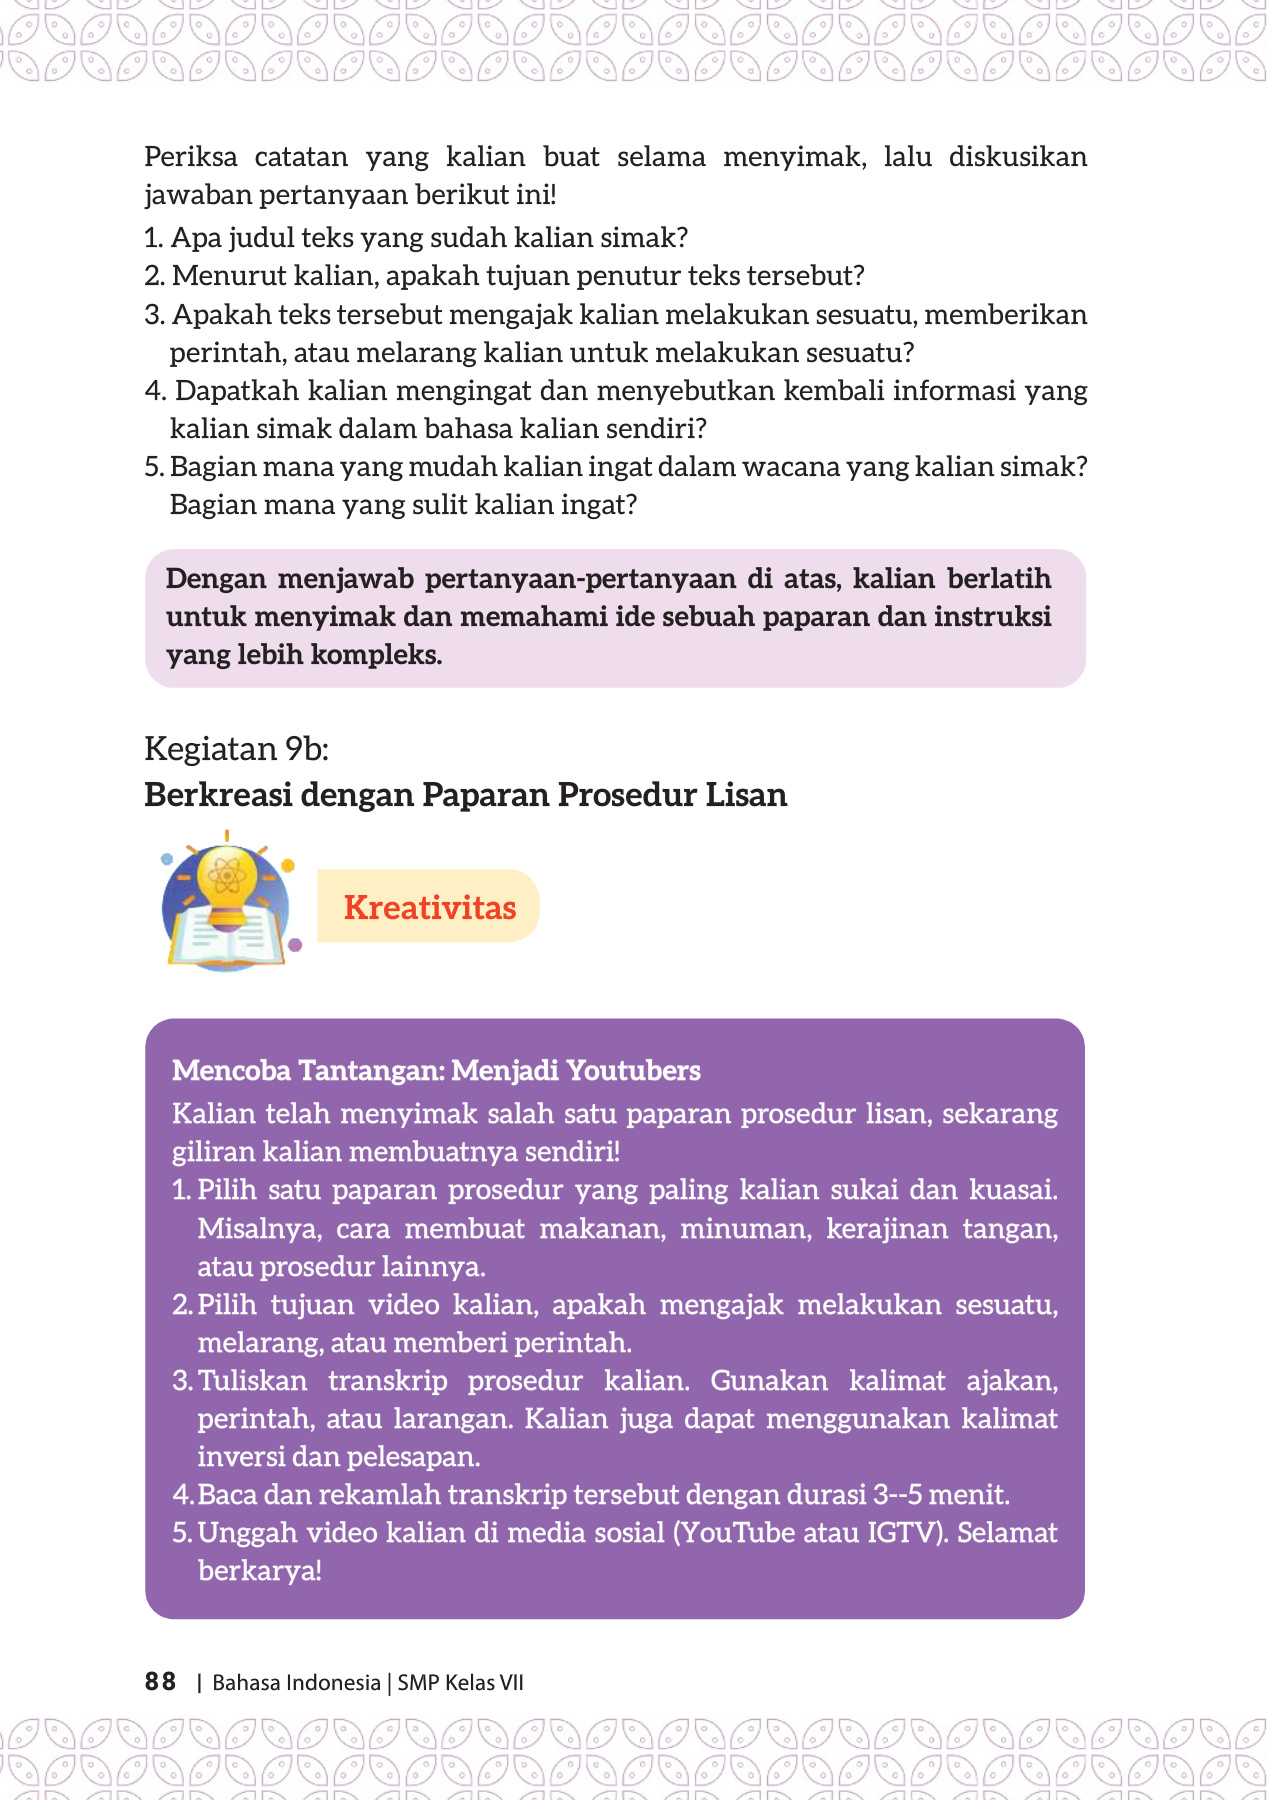 Periksa catatan yang kalian buat selama menyimak, lalu diskusikan
jawaban pertanyaan berikut ini!
1. Apa judul teks yang sudah kalian simak?
2. Menurut kalian, apakah tujuan penutur teks tersebut?
3. Apakah teks tersebut mengajak kalian melakukan sesuatu, memberikan
perintah, atau melarang kalian untuk melakukan sesuatu?
4. Dapatkah kalian mengingat dan menyebutkan kembali informasi yang
kalian simak dalam bahasa kalian sendiri?
5. Bagian mana yang mudah kalian ingat dalam wacana yang kalian simak?
Bagian mana yang sulit kalian ingat?
Dengan menjawab pertanyaan-pertanyaan di atas, kalian berlatih
untuk menyimak dan memahami ide sebuah paparan dan instruksi
yang lebih kompleks.
Kegiatan 9b:
Berkreasi dengan Paparan Prosedur Lisan
Kreativitas
Mencoba Tantangan: Menjadi Youtubers
Kalian telah menyimak salah satu paparan prosedur lisan, sekarang
giliran kalian membuatnya sendiri!
1. Pilih satu paparan prosedur yang paling kalian sukai dan kuasai.
Misalnya, cara membuat makanan, minuman, kerajinan tangan,
atau prosedur lainnya.
2. Pilih tujuan video kalian, apakah mengajak melakukan sesuatu,
melarang, atau memberi perintah.
3. Tuliskan transkrip prosedur kalian. Gunakan kalimat ajakan,
perintah, atau larangan. Kalian juga dapat menggunakan kalimat
inversi dan pelesapan.
4. Baca dan rekamlah transkrip tersebut dengan durasi 3--5 menit.
5. Unggah video kalian di media sosial (YouTube atau IGTV). Selamat
berkarya!
88 | Bahasa Indonesia | SMP Kelas VII